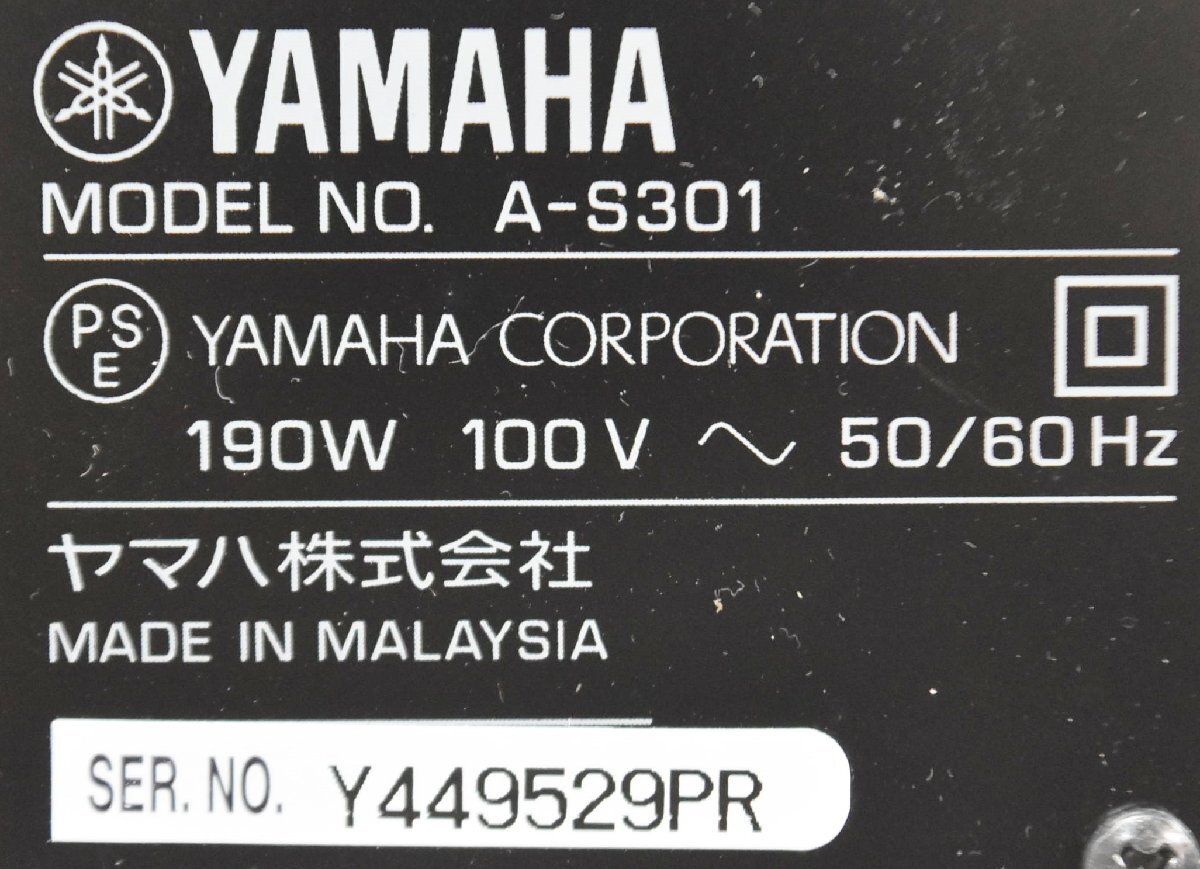 YAMAHA
MODEL NO. A-S301
PSE YAMAHA CORPORATION
190W 100V ~ 50/60Hz
ヤマハ株式会社
MADE IN MALAYSIA
SER. NO. Y449529PR